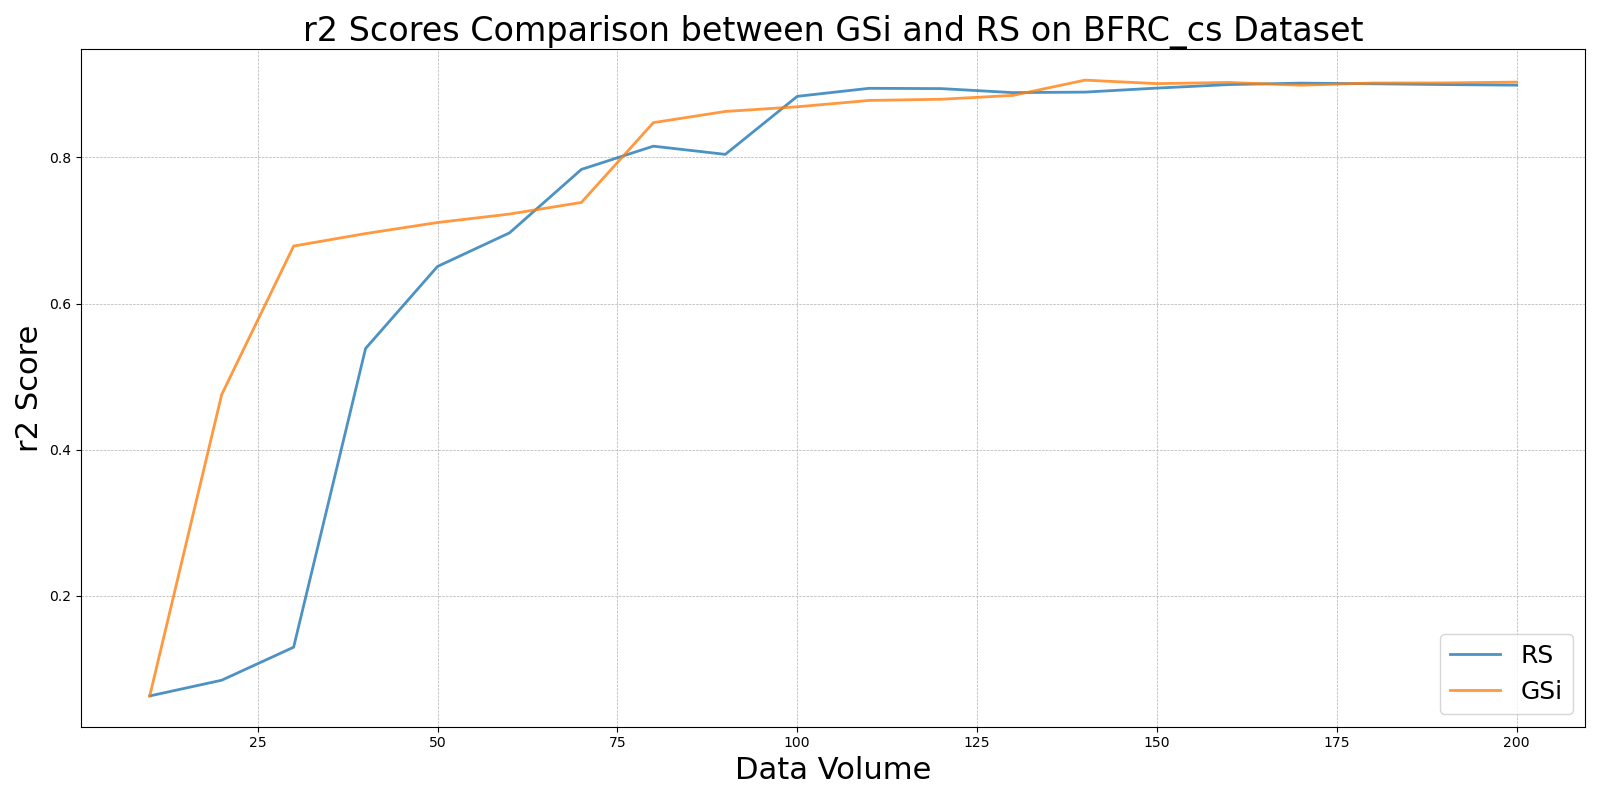 r2 Scores Comparison between GSi and RS on BFRC_cs Dataset
r2 Score
0.8
0.6
0.4
0.2
25 50 75 100 125 150 175 200
Data Volume
RS
GSi